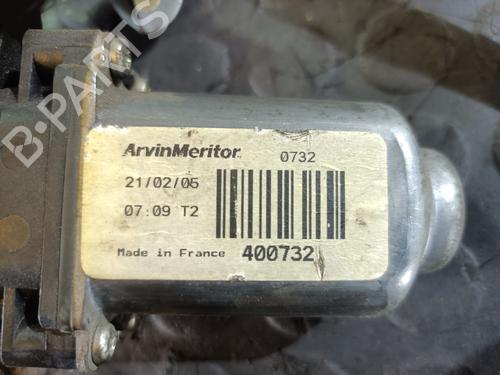 B-PARTS
ArvinMeritor 0732
21/02/05
07:09 T2
Made in France 400732